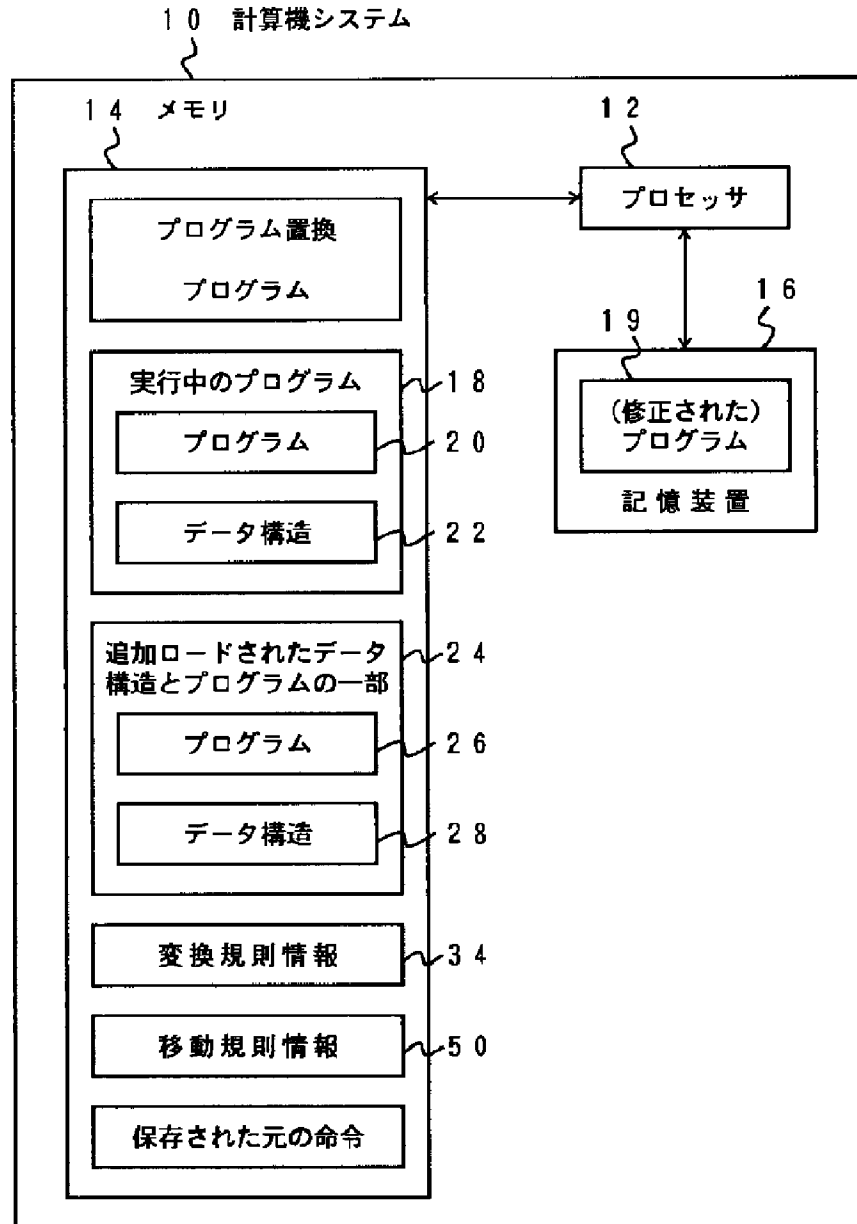 １０ 計算機システム
１４ メモリ
プログラム置換
プログラム
実行中のプログラム
１８
プログラム
２０
データ構造
２２
追加ロードされたデータ
構造とプログラムの一部
２４
プログラム
２６
データ構造
２８
変換規則情報
３４
移動規則情報
５０
保存された元の命令
１２
プロセッサ
１６
１９
（修正された）
プログラム
記憶装置